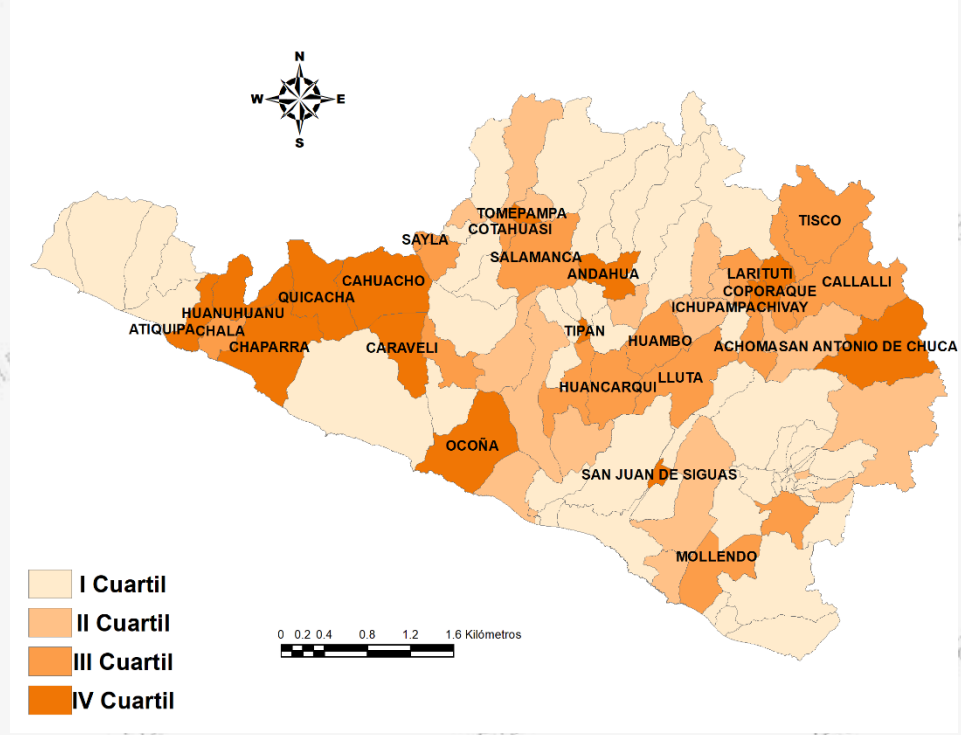 N
W E
S
TISCO
TOMEPAMPA
COTAHUASI
SAYLA
SALAMANCA
ANDAHUA
LARITUTI
CAHUACHO
CALLALLI
COPORAQUE
QUICACHA
ICHUPAMPACHIVAY
HUANUHUANU
ATIQUIPACHALA
TIPAN
HUAMBO
CHAPARRA
CARAVELI
ACHOMASAN ANTONIO DE CHUCA
LLUTA
HUANCARQUI
OCOÑA
SAN JUAN DE SIGUAS
MOLLENDO
I Cuartil
II Cuartil
III Cuartil
IV Cuartil
0 0.2 0.4 0.8 1.2 1.6 Kilómetros